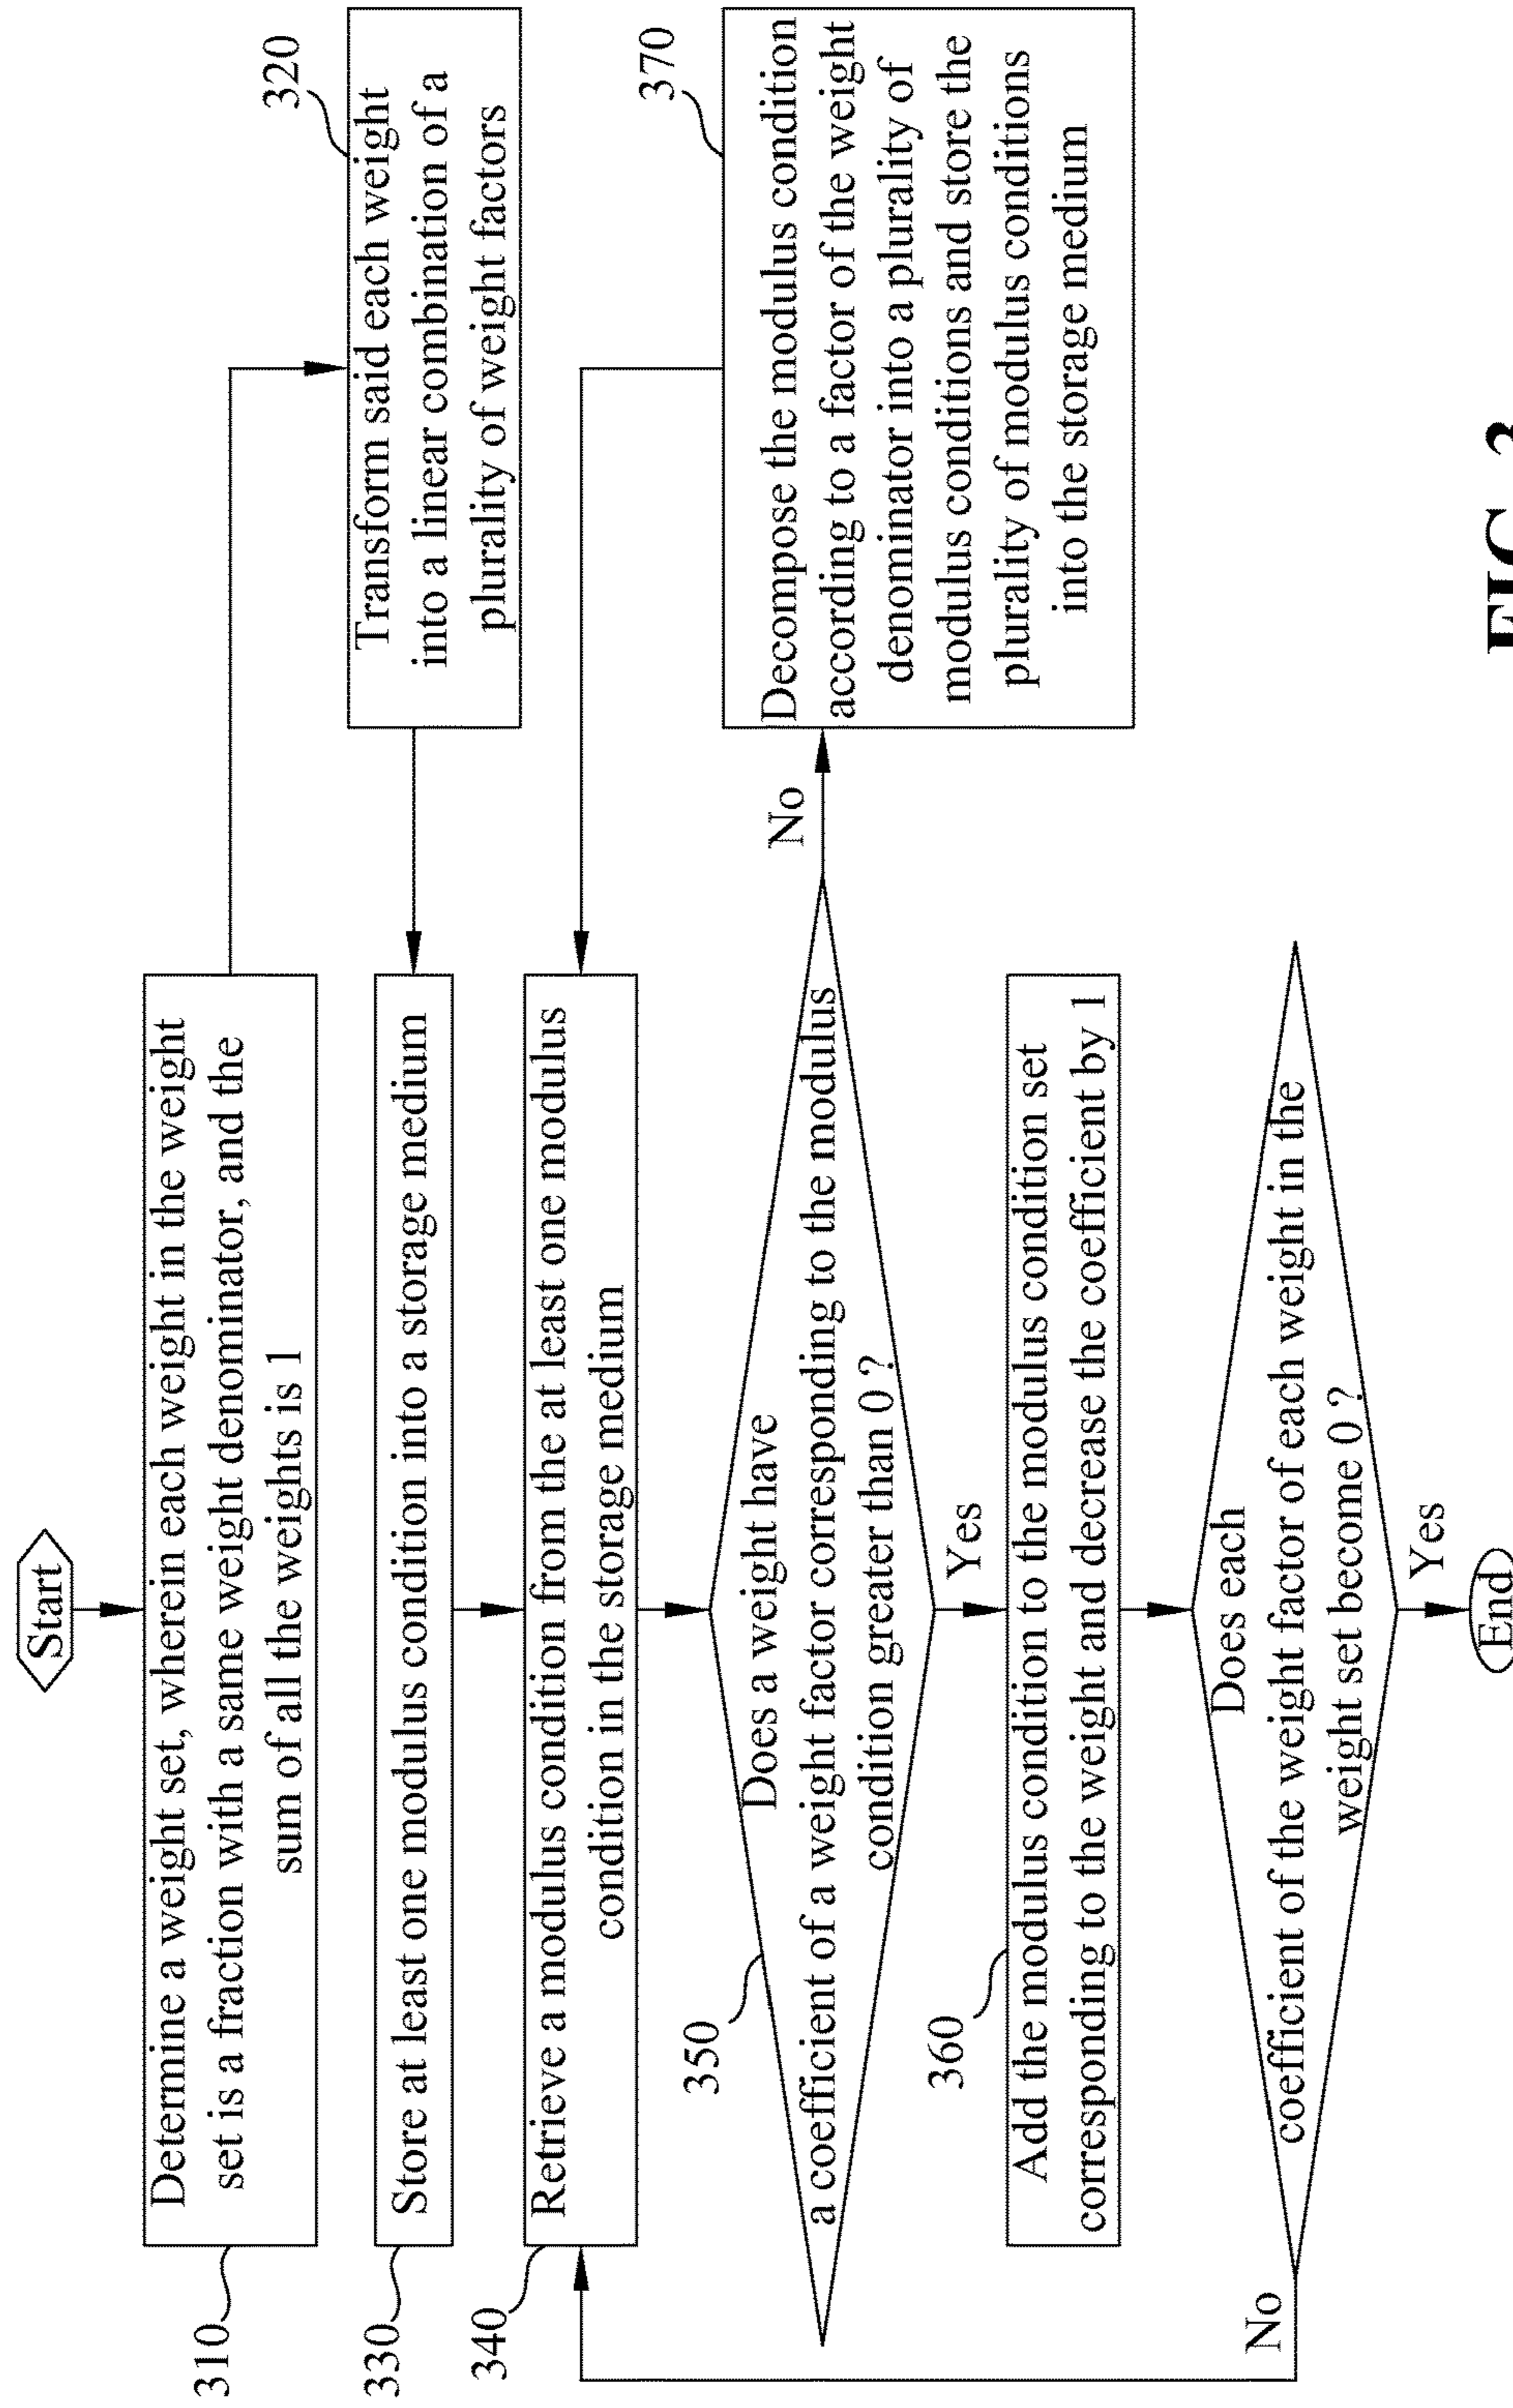 Start
310
Determine a weight set, wherein each weight in the weight
set is a fraction with a same weight denominator, and the
sum of all the weights is 1
320
Transform said each weight
into a linear combination of a
plurality of weight factors
330
Store at least one modulus condition into a storage medium
340
Retrieve a modulus condition from the at least one modulus
condition in the storage medium
350
Does a weight have
a coefficient of a weight factor corresponding to the modulus
condition greater than 0 ?
No
370
Decompose the modulus condition
according to a factor of the weight
denominator into a plurality of
modulus conditions and store the
plurality of modulus conditions
into the storage medium
Yes
360
Add the modulus condition to the modulus condition set
corresponding to the weight and decrease the coefficient by 1
Does each
coefficient of the weight factor of each weight in the
weight set become 0 ?
No
Yes
End
FIG. 3